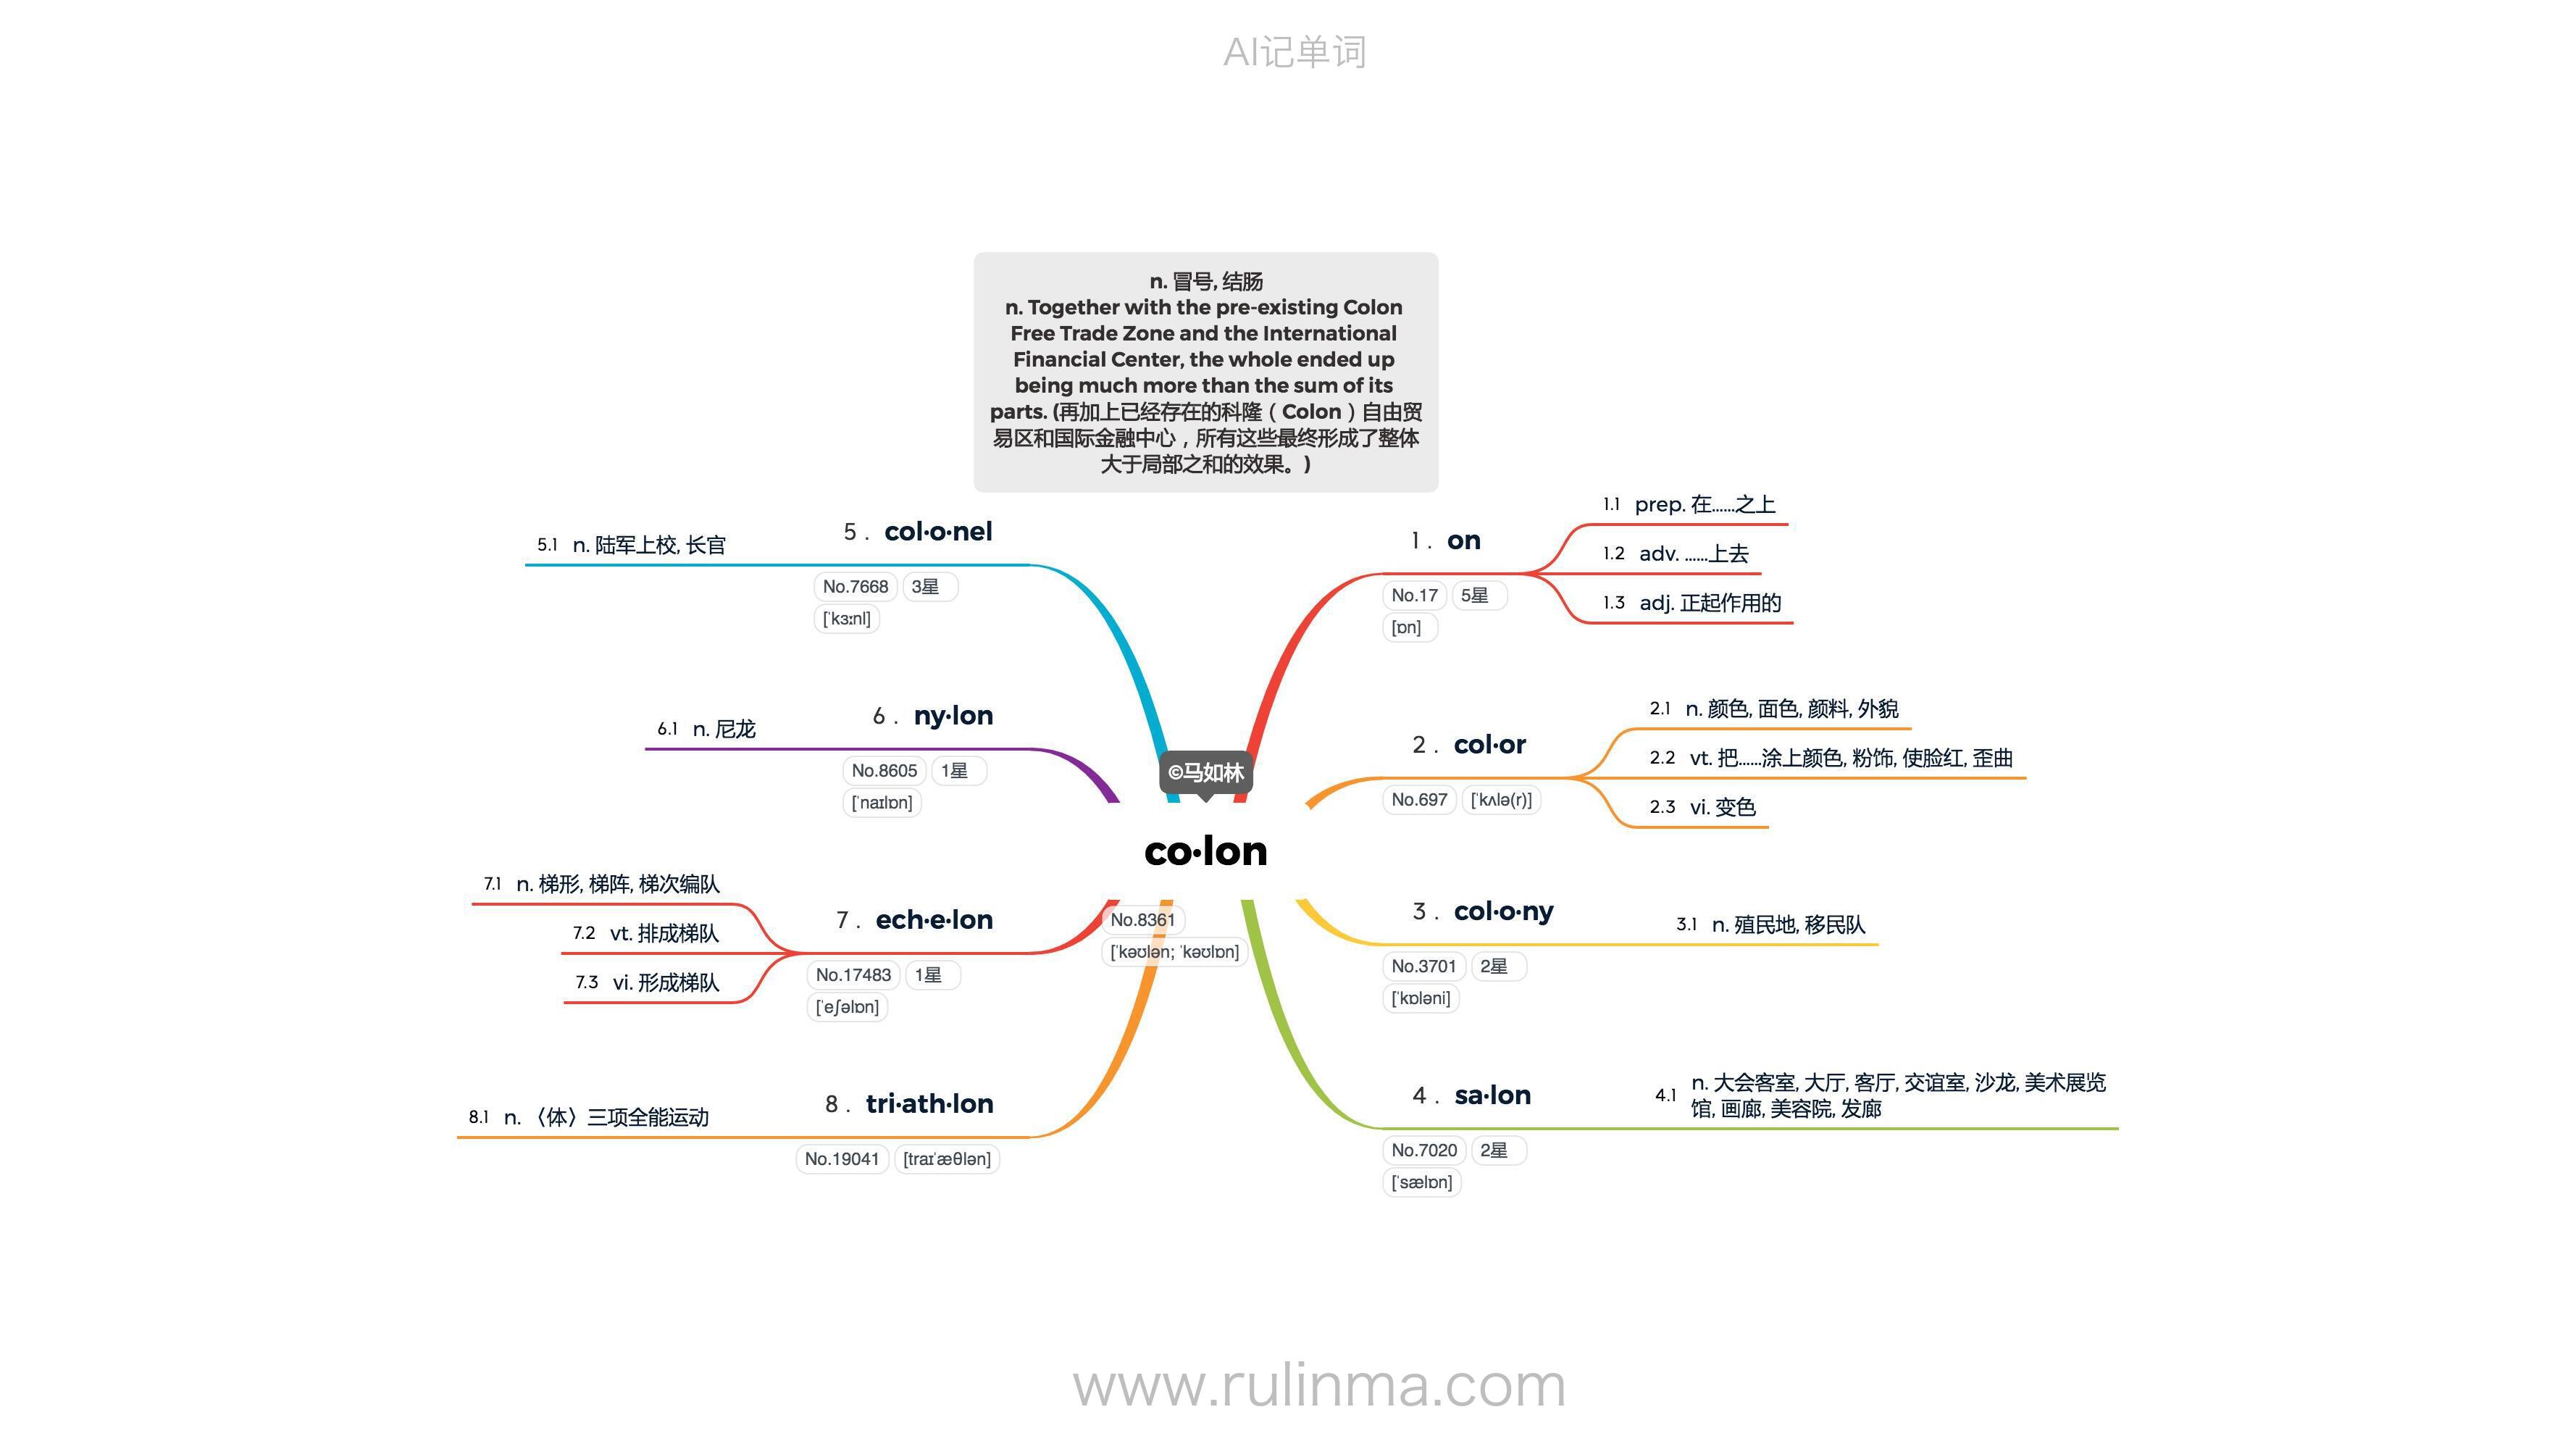 AI记单词
n. 冒号, 结肠
n. Together with the pre-existing Colon
Free Trade Zone and the International
Financial Center, the whole ended up
being much more than the sum of its
parts. (再加上已经存在的科隆（Colon）自由贸
易区和国际金融中心，所有这些最终形成了整体
大于局部之和的效果。)
©马如林
co·lon
No.8361
[ˈkəʊlən; ˈkəʊlɒn]
1. on
No.17 5星
[ɒn]
1.1 prep. 在......之上
1.2 adv. ......上去
1.3 adj. 正起作用的
2. col·or
No.697 [ˈkʌlə(r)]
2.1 n. 颜色, 面色, 颜料, 外貌
2.2 vt. 把......涂上颜色, 粉饰, 使脸红, 歪曲
2.3 vi. 变色
3. col·o·ny
No.3701 2星
[ˈkɒləni]
3.1 n. 殖民地, 移民队
4. sa·lon
No.7020 2星
[ˈsælɒn]
4.1 n. 大会客室, 大厅, 客厅, 交谊室, 沙龙, 美术展览
馆, 画廊, 美容院, 发廊
5. col·o·nel
No.7668 3星
[ˈkɜːnl]
5.1 n. 陆军上校, 长官
6. ny·lon
No.8605 1星
[ˈnaɪlɒn]
6.1 n. 尼龙
7. ech·e·lon
No.17483 1星
[ˈeʃəlɒn]
7.1 n. 梯形, 梯阵, 梯次编队
7.2 vt. 排成梯队
7.3 vi. 形成梯队
8. tri·ath·lon
No.19041 [traɪˈæθlən]
8.1 n. 〈体〉三项全能运动
www.rulinma.com